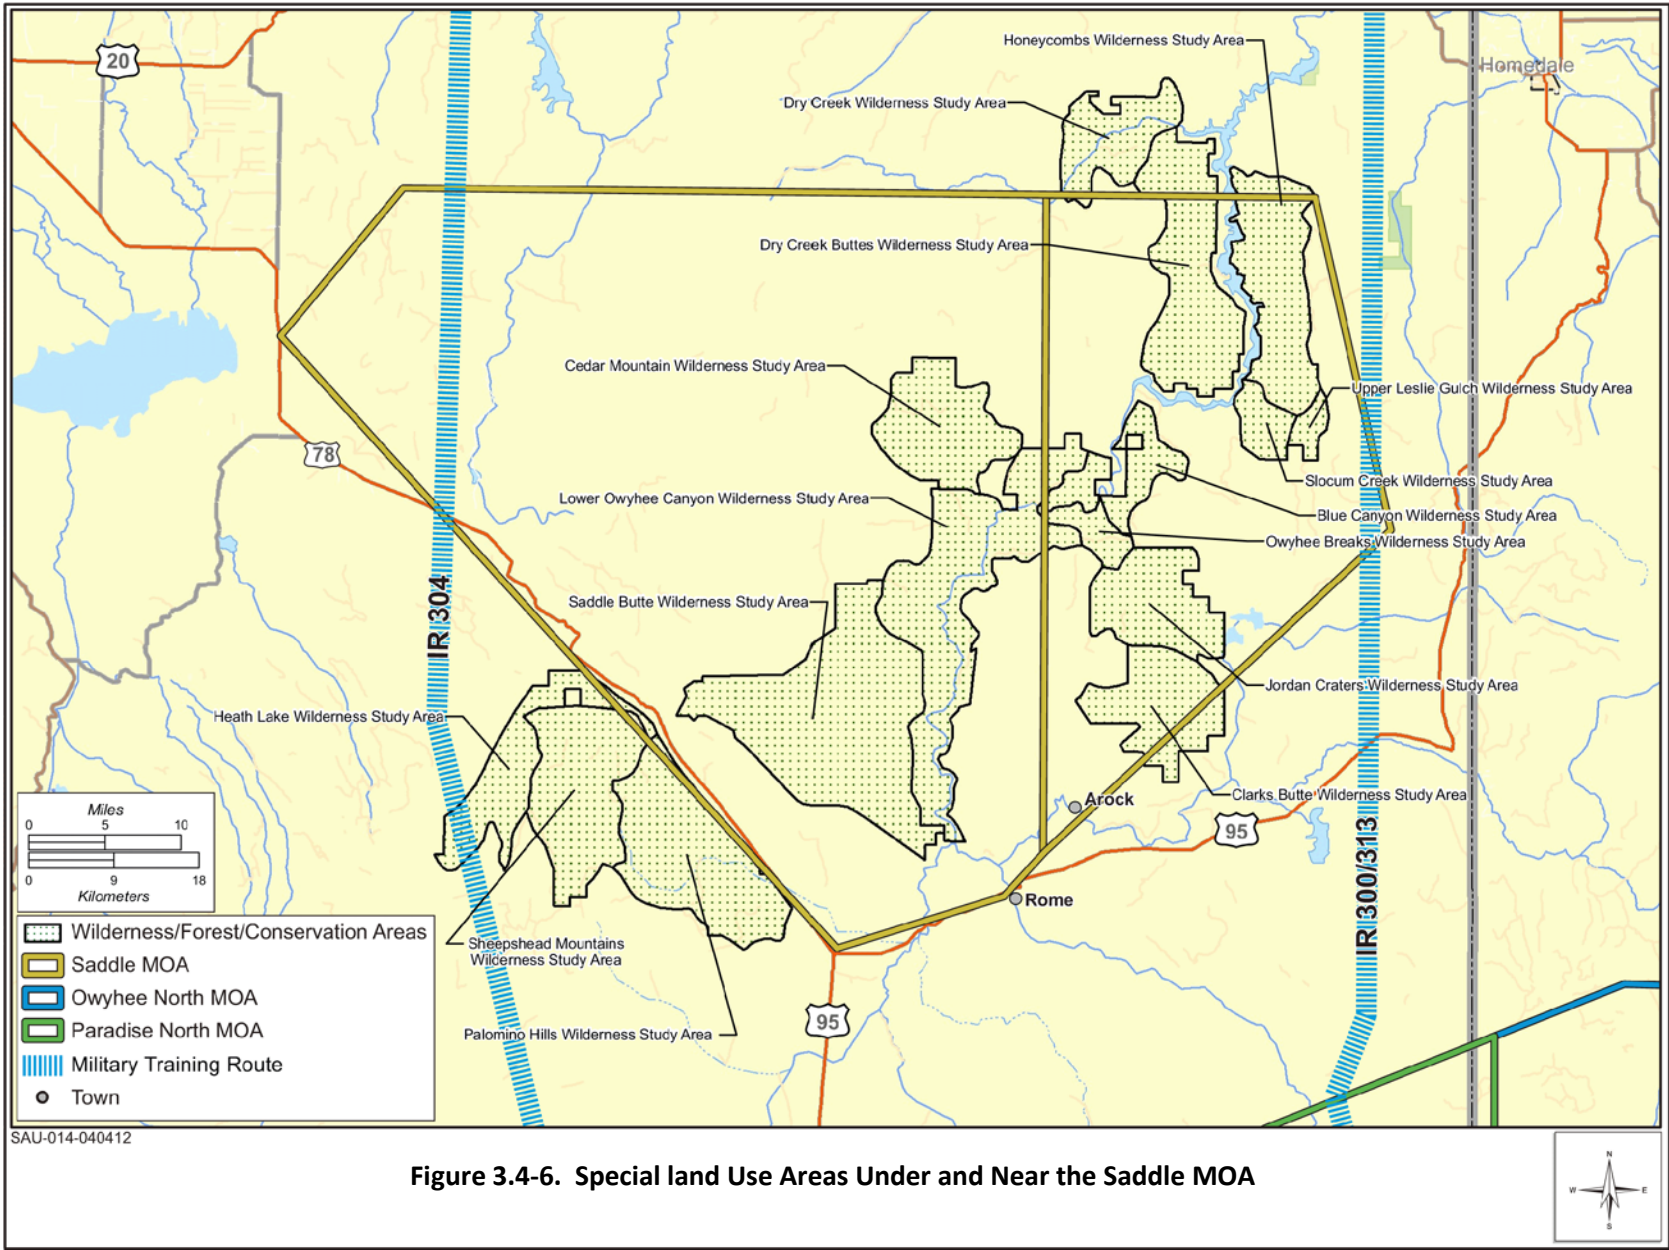 Honeycombs Wilderness Study Area
20
Homedale
Dry Creek Wilderness Study Area
Dry Creek Buttes Wilderness Study Area
Cedar Mountain Wilderness Study Area
Upper Leslie Gulch Wilderness Study Area
78
Slocum Creek Wilderness Study Area
Lower Owyhee Canyon Wilderness Study Area
Blue Canyon Wilderness Study Area
Owyhee Breaks Wilderness Study Area
IR 304
Saddle Butte Wilderness Study Area
Jordan Craters Wilderness Study Area
Heath Lake Wilderness Study Area
Clarks Butte Wilderness Study Area
Arock
95
IR 300/313
Rome
Miles
0 5 10
0 9 18
Kilometers
Sheepshead Mountains
Wilderness Study Area
95
Palomino Hills Wilderness Study Area
Wilderness/Forest/Conservation Areas
Saddle MOA
Owyhee North MOA
Paradise North MOA
Military Training Route
Town
SAU-014-040412
Figure 3.4-6. Special land Use Areas Under and Near the Saddle MOA
N
W E
S